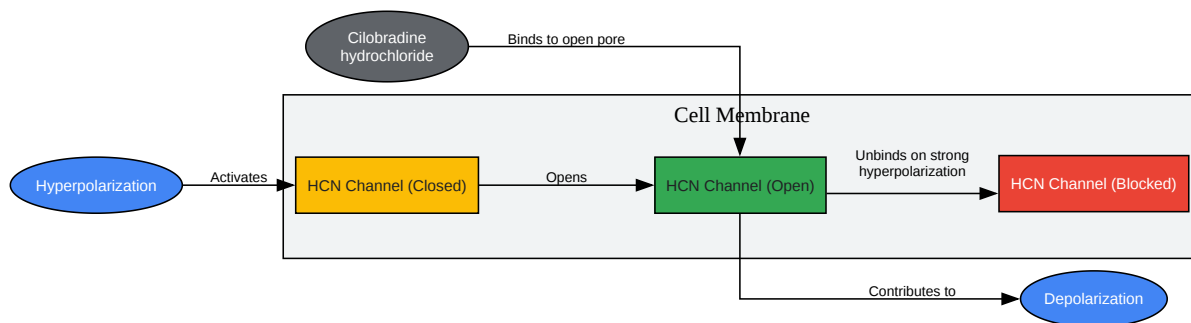 Cilobradine
hydrochloride
Binds to open pore
Cell Membrane
Hyperpolarization
Activates
HCN Channel (Closed)
Opens
HCN Channel (Open)
Unbinds on strong
hyperpolarization
HCN Channel (Blocked)
Contributes to
Depolarization